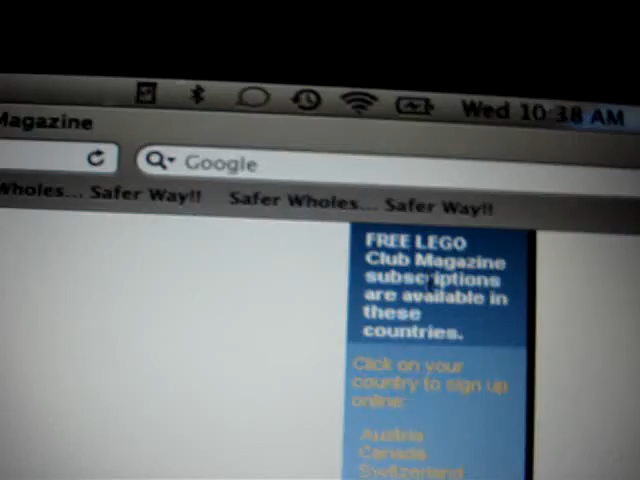 Wed 10:38 AM
Magazine
Google
Wholes... Safer Way!! Safer Wholes... Safer Way!!
FREE LEGO
Club Magazine
subscriptions
are available in
these
countries.
Click on your
country to sign up
online:
Austria
Canada
Switzerland